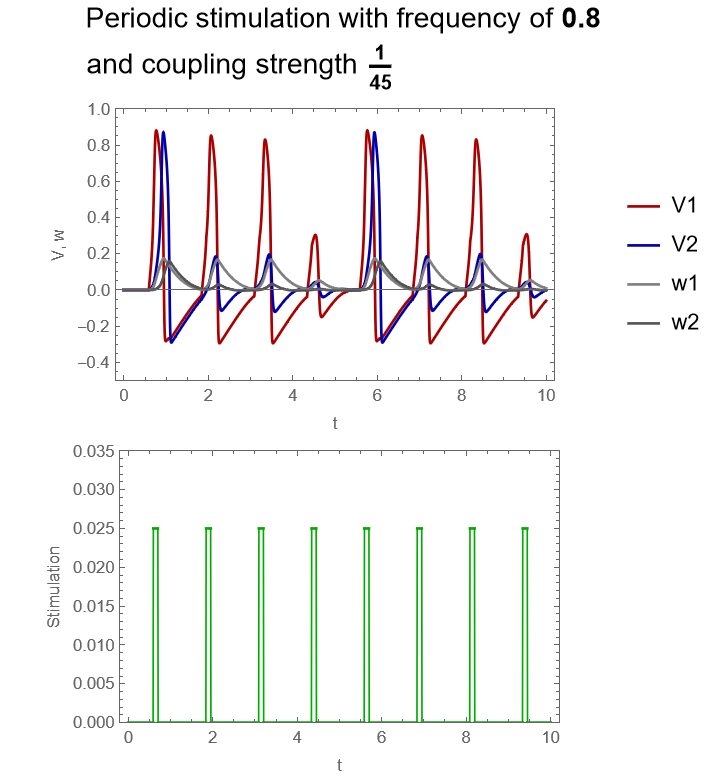 Periodic stimulation with frequency of 0.8
and coupling strength 1/45
1.0
0.8
0.6
0.4
0.2
0.0
−0.2
−0.4
V, w
0 2 4 6 8 10
t
V1
V2
w1
w2
0.035
0.030
0.025
0.020
0.015
0.010
0.005
0.000
Stimulation
0 2 4 6 8 10
t